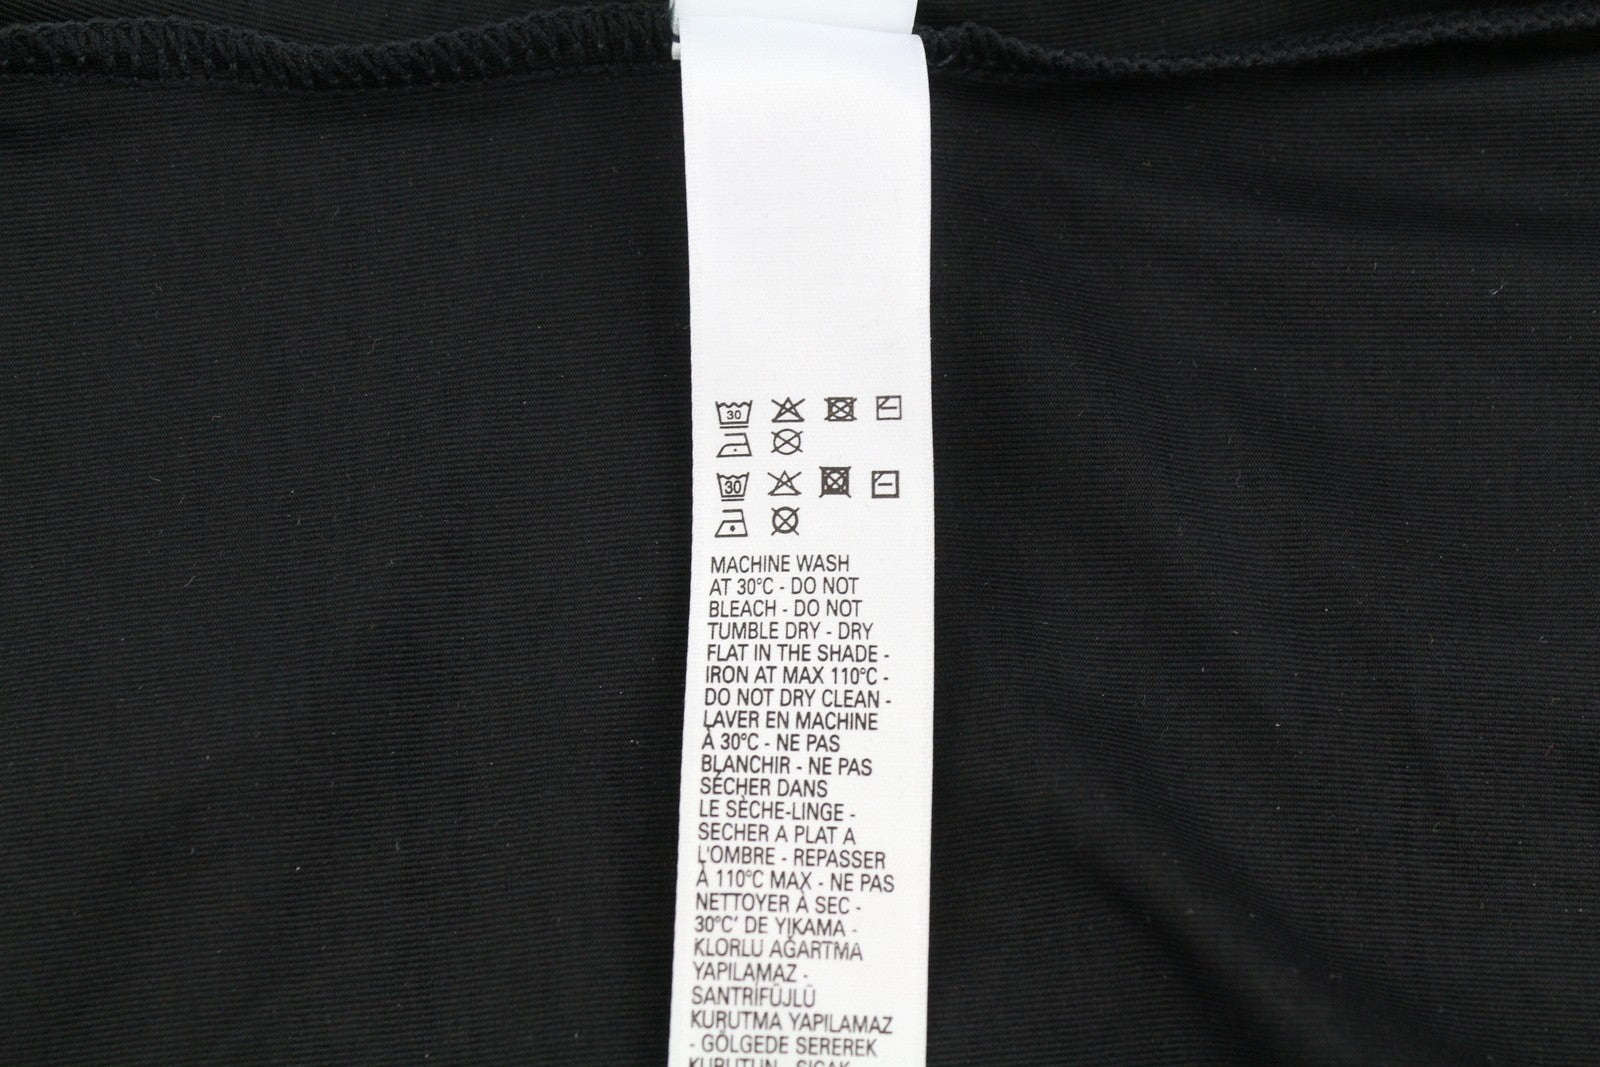 30
30
MACHINE WASH
AT 30°C - DO NOT
BLEACH - DO NOT
TUMBLE DRY - DRY
FLAT IN THE SHADE -
IRON AT MAX 110°C -
DO NOT DRY CLEAN -
LAVER EN MACHINE
À 30°C - NE PAS
BLANCHIR - NE PAS
SÉCHER DANS
LE SÈCHE-LINGE -
SECHER A PLAT A
L'OMBRE - REPASSER
À 110°C MAX - NE PAS
NETTOYER À SEC -
30°C' DE YIKAMA -
KLORLU AĞARTMA
YAPILAMAZ -
SANTRİFÜJLÜ
KURUTMA YAPILAMAZ
- GÖLGEDE SEREREK
KURUTUN - SICAK